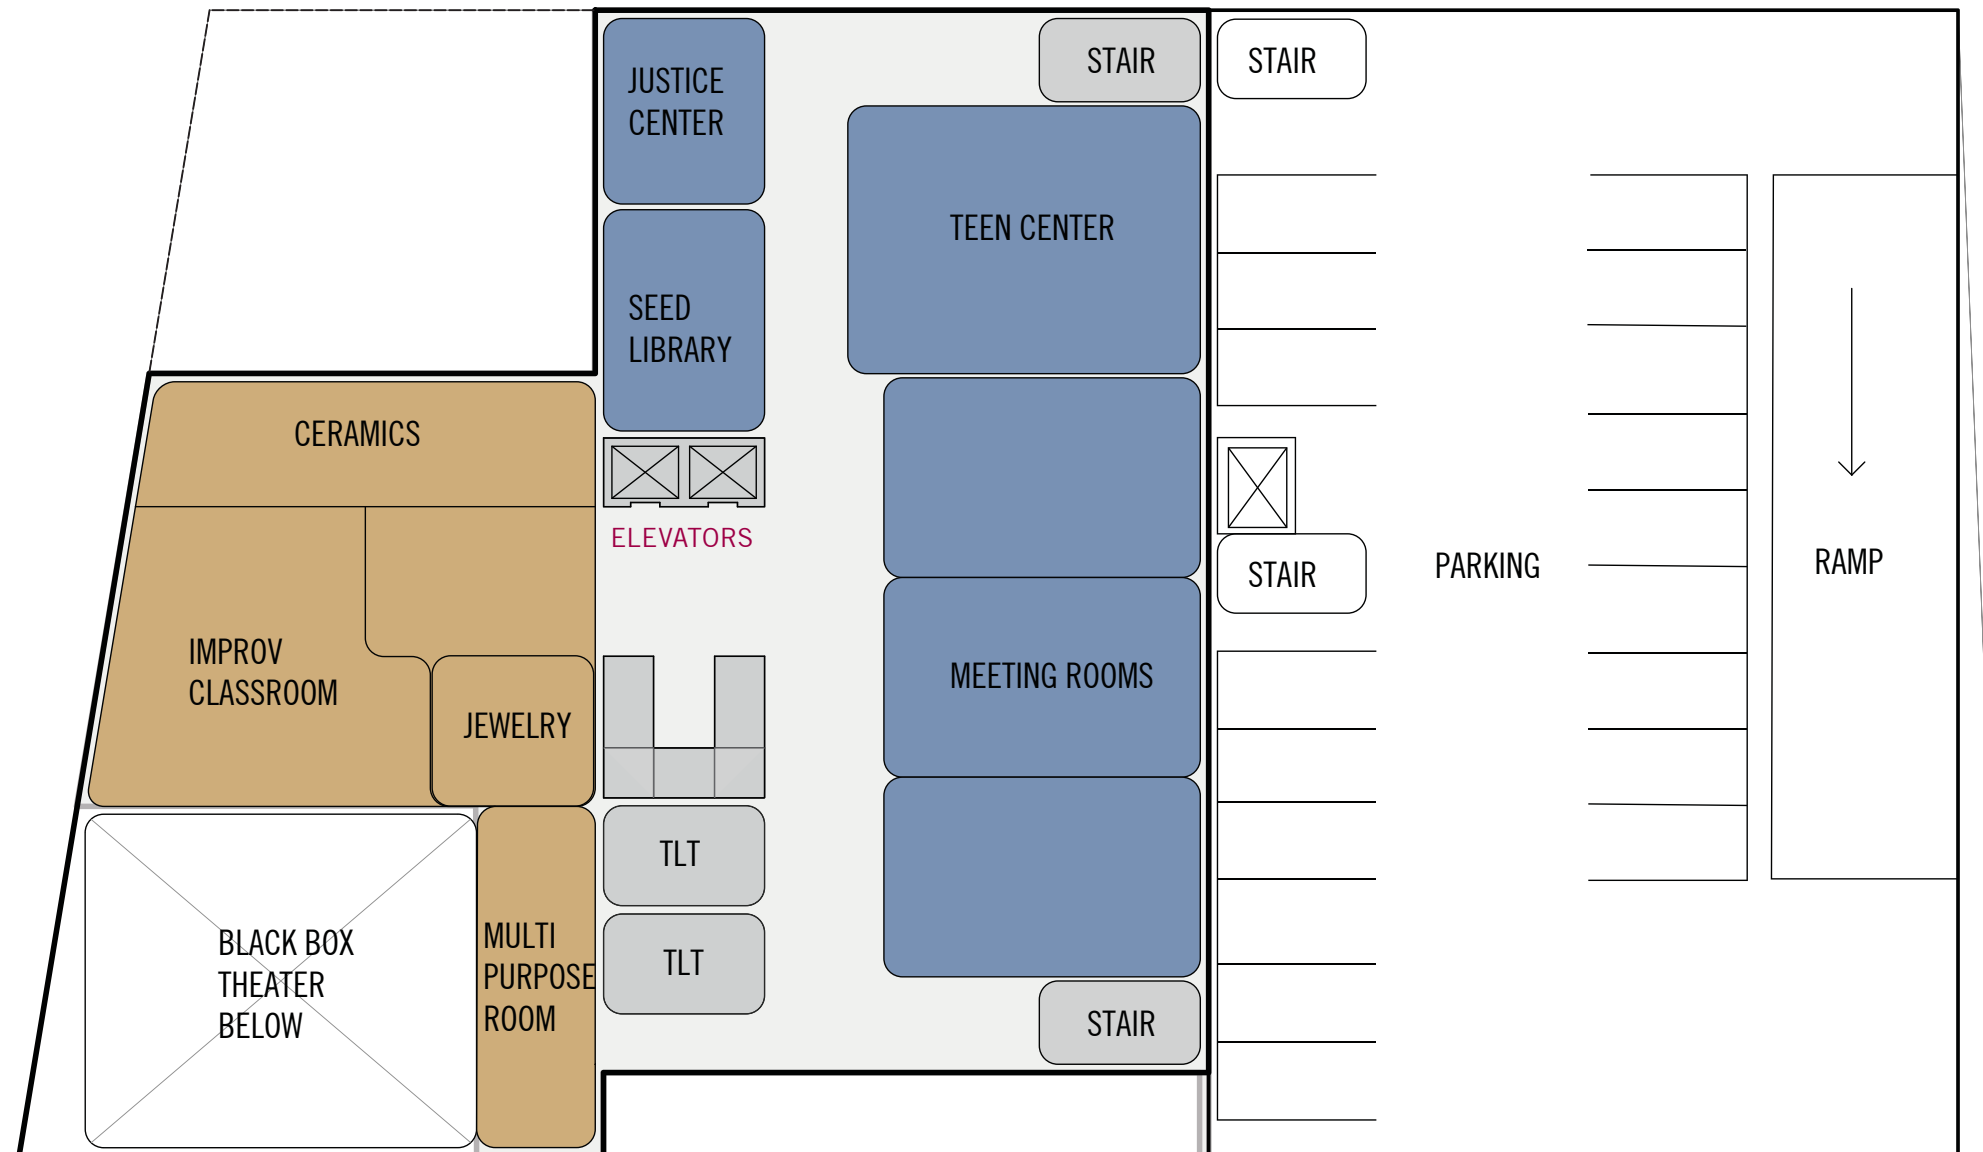 JUSTICE
CENTER
STAIR
STAIR
TEEN CENTER
SEED
LIBRARY
CERAMICS
ELEVATORS
STAIR
PARKING
RAMP
IMPROV
CLASSROOM
MEETING ROOMS
JEWELRY
TLT
BLACK BOX
THEATER
BELOW
MULTI
PURPOSE
ROOM
TLT
STAIR